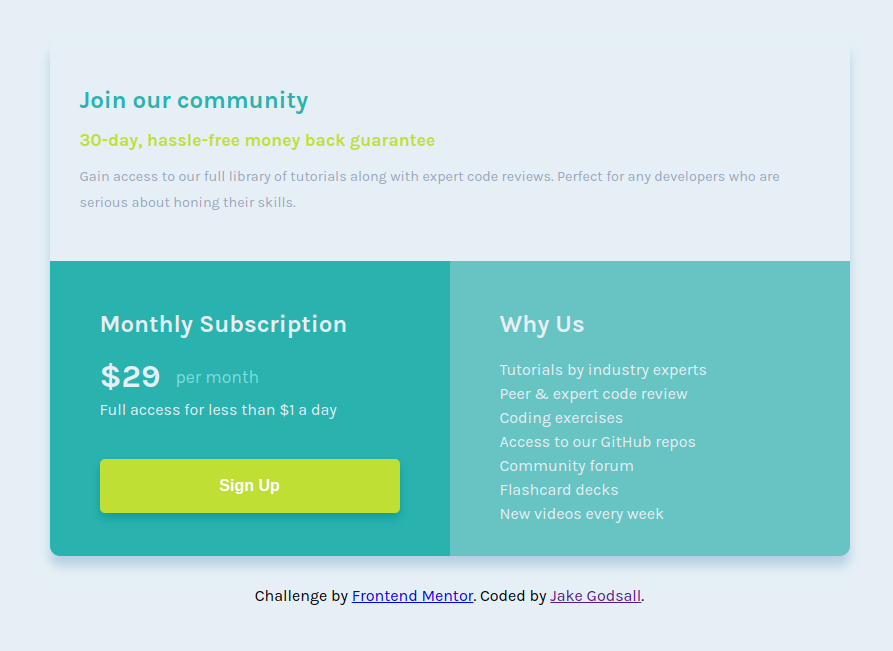 Join our community
30-day, hassle-free money back guarantee
Gain access to our full library of tutorials along with expert code reviews. Perfect for any developers who are
serious about honing their skills.
Monthly Subscription
$29 per month
Full access for less than $1 a day
Sign Up
Why Us
Tutorials by industry experts
Peer & expert code review
Coding exercises
Access to our GitHub repos
Community forum
Flashcard decks
New videos every week
Challenge by Frontend Mentor. Coded by Jake Godsall.